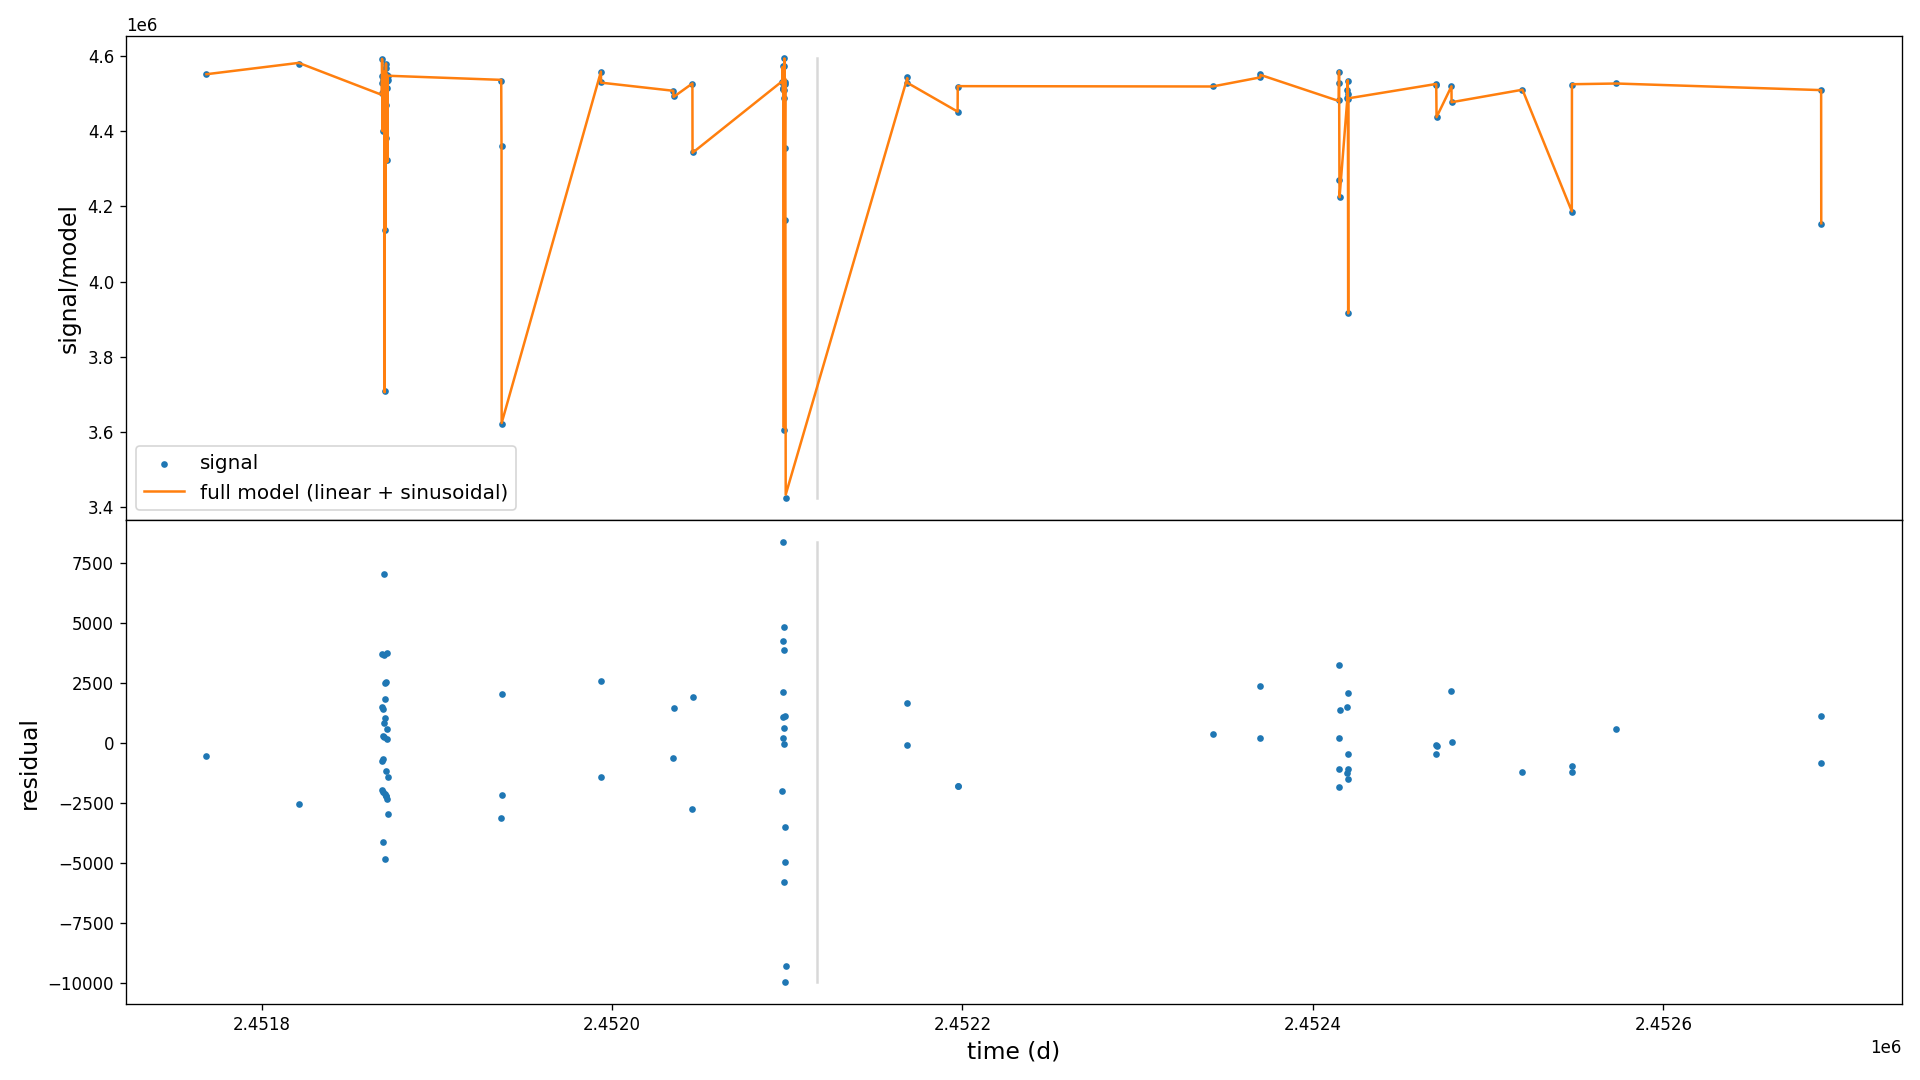 1e6
4.6
4.4
4.2
4.0
3.8
3.6
3.4
signal/model
signal
full model (linear + sinusoidal)
7500
5000
2500
0
−2500
−5000
−7500
−10000
residual
2.4518
2.4520
2.4522
2.4524
2.4526
time (d)
1e6